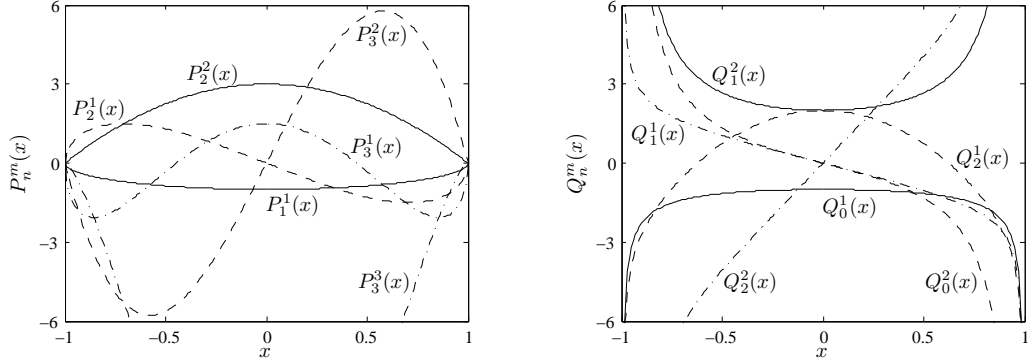 6
3
0
−3
−6
−1
−0.5
0
0.5
1
x
P_n^m(x)
P_2^1(x)
P_2^2(x)
P_3^2(x)
P_3^1(x)
P_1^1(x)
P_3^3(x)
6
3
0
−3
−6
−1
−0.5
0
0.5
1
x
Q_n^m(x)
Q_1^2(x)
Q_1^1(x)
Q_2^1(x)
Q_0^1(x)
Q_2^2(x)
Q_0^2(x)